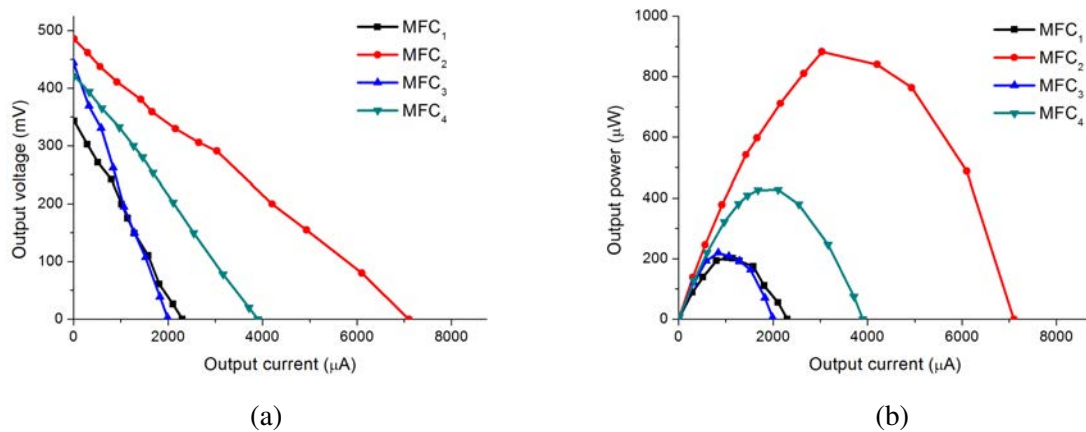 500
400
300
200
100
0
Output voltage (mV)
0 2000 4000 6000 8000
Output current (μA)
MFC1
MFC2
MFC3
MFC4
(a)
1000
800
600
400
200
0
Output power (μW)
0 2000 4000 6000 8000
Output current (μA)
MFC1
MFC2
MFC3
MFC4
(b)